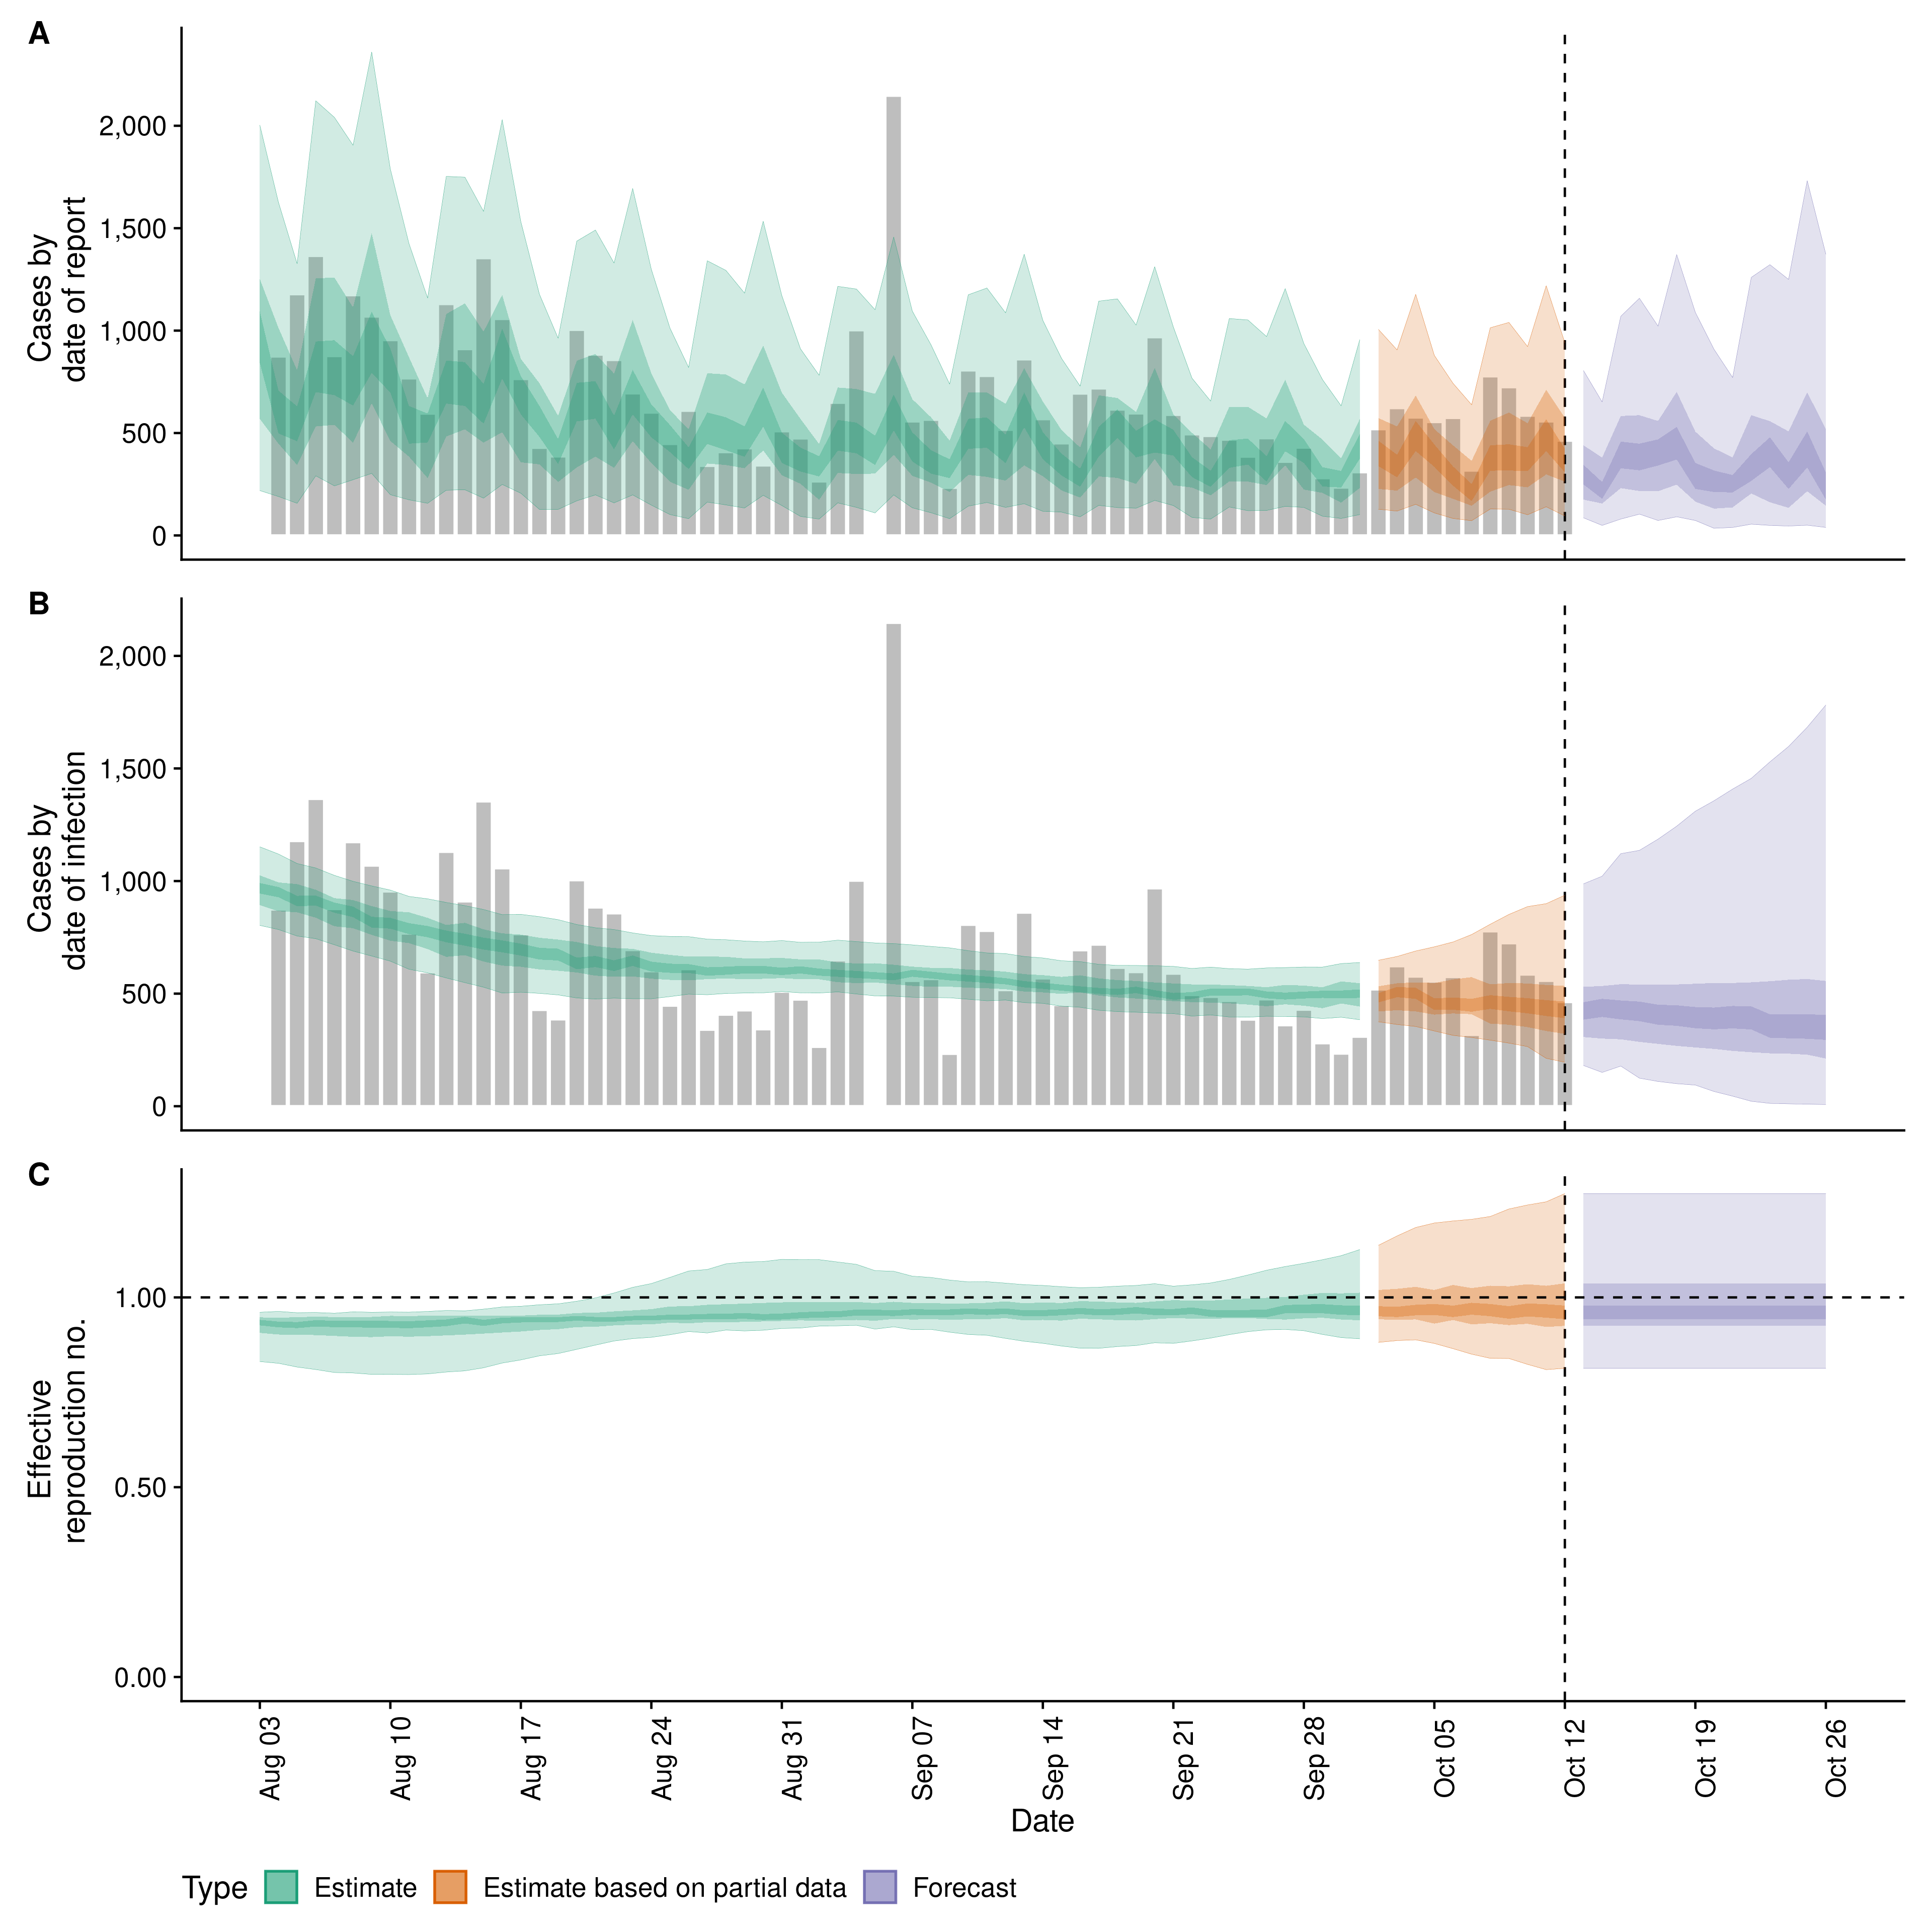 A
Cases by
date of report
2,000
1,500
1,000
500
0
B
Cases by
date of infection
2,000
1,500
1,000
500
0
C
Effective
reproduction no.
1.00
0.50
0.00
Aug 03
Aug 10
Aug 17
Aug 24
Aug 31
Sep 07
Sep 14
Sep 21
Sep 28
Oct 05
Oct 12
Oct 19
Oct 26
Date
Type Estimate Estimate based on partial data Forecast